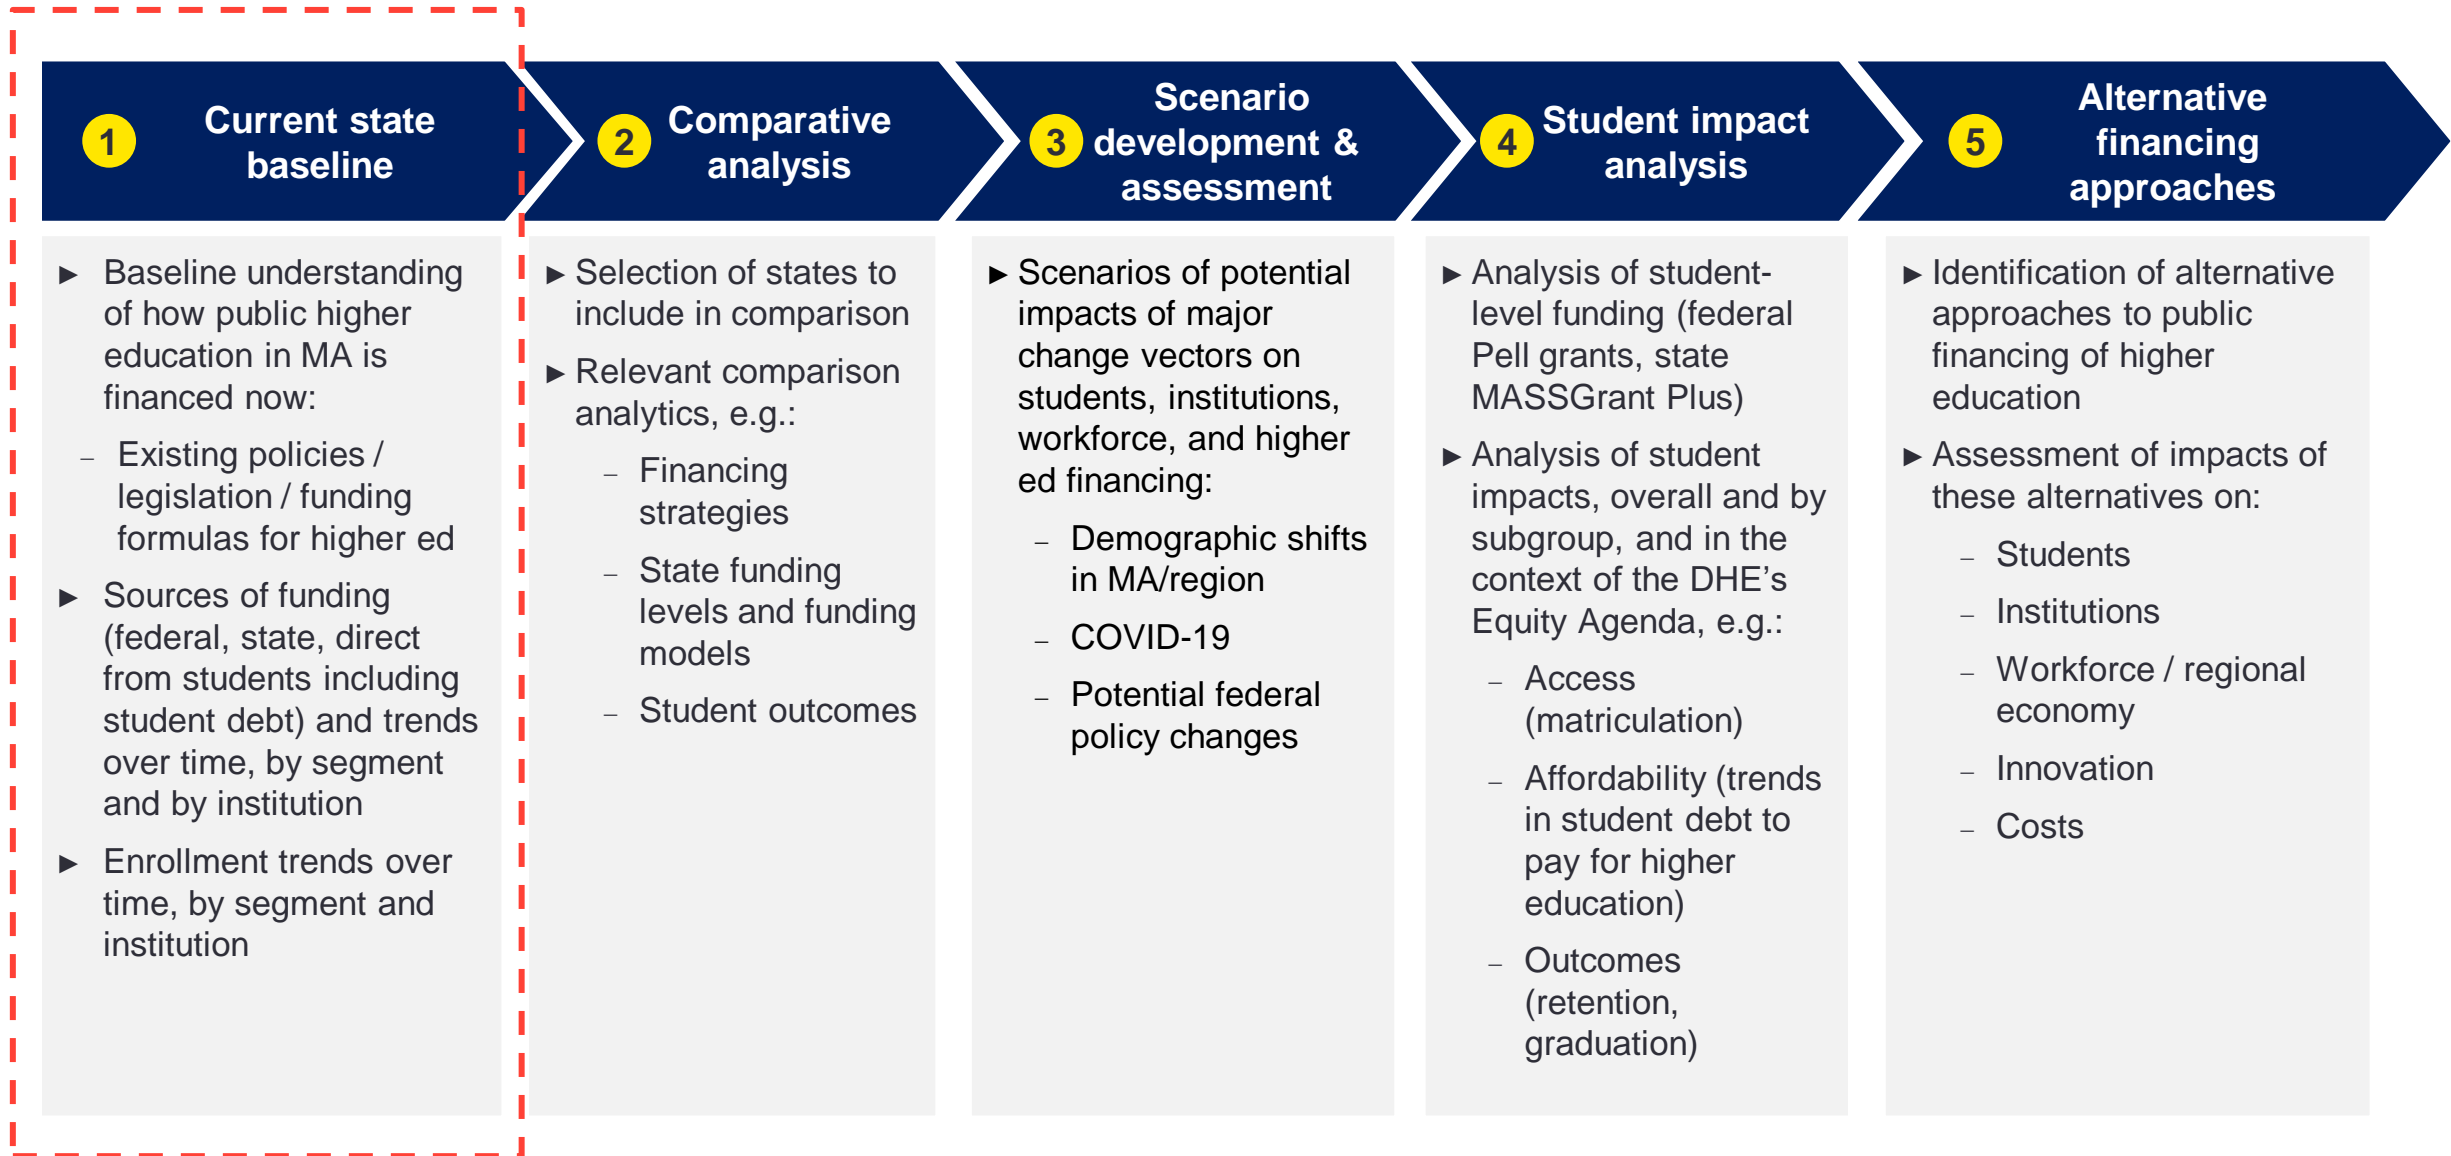 1
Current state
baseline
► Baseline understanding
of how public higher
education in MA is
financed now:
– Existing policies /
legislation / funding
formulas for higher ed
► Sources of funding
(federal, state, direct
from students including
student debt) and trends
over time, by segment
and by institution
► Enrollment trends over
time, by segment and
institution
2
Comparative
analysis
► Selection of states to
include in comparison
► Relevant comparison
analytics, e.g.:
– Financing
strategies
– State funding
levels and funding
models
– Student outcomes
3
Scenario
development &
assessment
► Scenarios of potential
impacts of major
change vectors on
students, institutions,
workforce, and higher
ed financing:
– Demographic shifts
in MA/region
– COVID-19
– Potential federal
policy changes
4
Student impact
analysis
► Analysis of student-
level funding (federal
Pell grants, state
MASSGrant Plus)
► Analysis of student
impacts, overall and by
subgroup, and in the
context of the DHE’s
Equity Agenda, e.g.:
– Access
(matriculation)
– Affordability (trends
in student debt to
pay for higher
education)
– Outcomes
(retention,
graduation)
5
Alternative
financing
approaches
► Identification of alternative
approaches to public
financing of higher
education
► Assessment of impacts of
these alternatives on:
– Students
– Institutions
– Workforce / regional
economy
– Innovation
– Costs